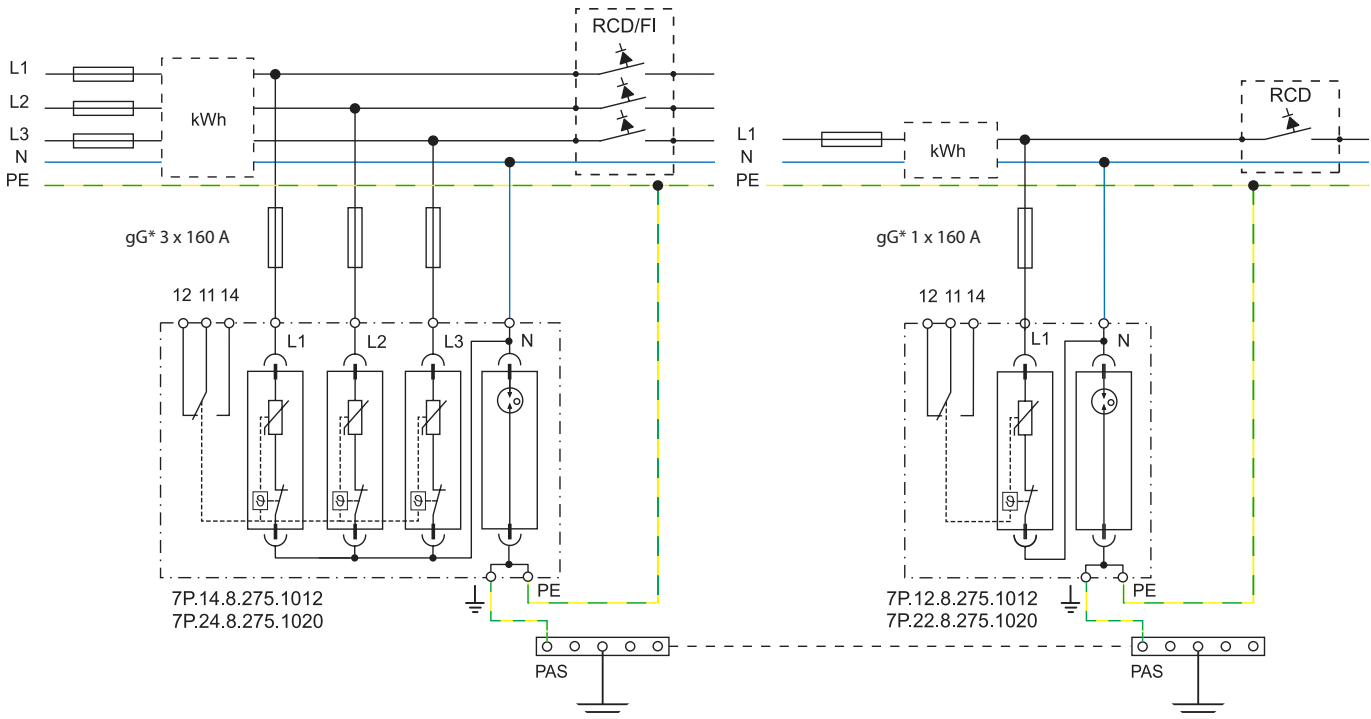 RCD/FI
L1
L2
L3
N
PE
kWh
gG* 3 x 160 A
12 11 14
L1
L2
L3
N
ϑ
ϑ
ϑ
PE
7P.14.8.275.1012
7P.24.8.275.1020
PAS
RCD
L1
N
PE
kWh
gG* 1 x 160 A
12 11 14
L1
N
ϑ
PE
7P.12.8.275.1012
7P.22.8.275.1020
PAS